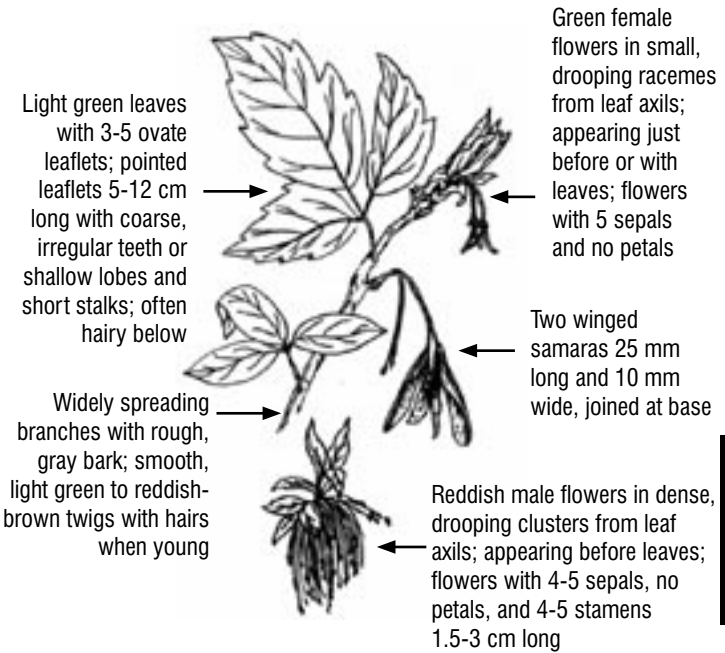 Green female
flowers in small,
drooping racemes
from leaf axils;
appearing just
before or with
leaves; flowers
with 5 sepals
and no petals
Light green leaves
with 3-5 ovate
leaflets; pointed
leaflets 5-12 cm
long with coarse,
irregular teeth or
shallow lobes and
short stalks; often
hairy below
Two winged
samaras 25 mm
long and 10 mm
wide, joined at base
Widely spreading
branches with rough,
gray bark; smooth,
light green to reddish-
brown twigs with hairs
when young
Reddish male flowers in dense,
drooping clusters from leaf
axils; appearing before leaves;
flowers with 4-5 sepals, no
petals, and 4-5 stamens
1.5-3 cm long